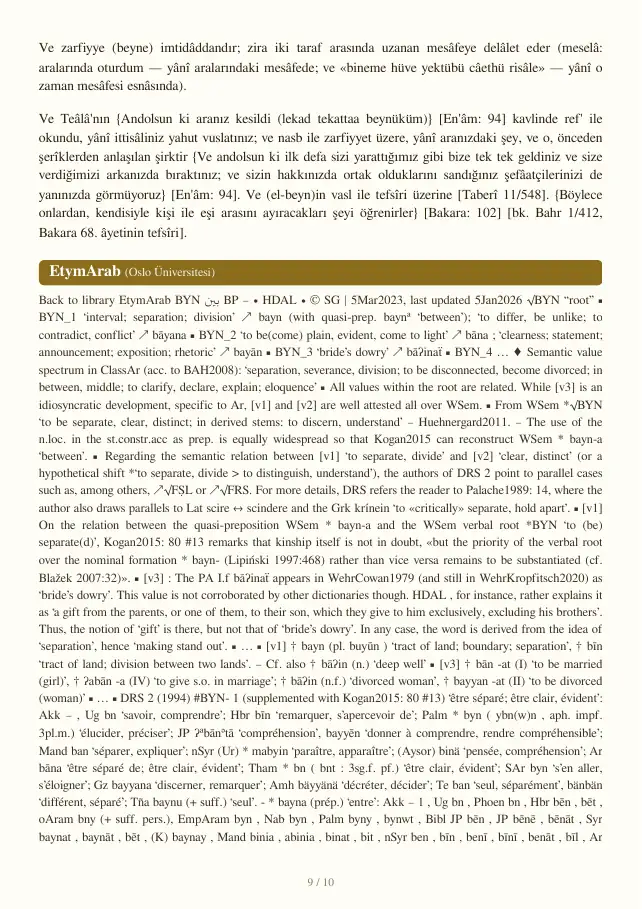 Ve zarfiyye (beyne) imtidâddandır; zira iki taraf arasında uzanan mesâfeye delâlet eder (meselâ:
aralarında oturdum — yânî aralarındaki mesâfede; ve «bineme hüve yektübü câethü risâle» — yânî o
zaman mesâfesi esnâsında).
Ve Teâlâ'nın {Andolsun ki aranız kesildi (lekad tekattaa beynüküm)} [En'âm: 94] kavlinde ref' ile
okundu, yânî ittisâliniz yahut vuslatınız; ve nasb ile zarfiyyet üzere, yânî aranızdaki şey, ve o, önceden
şerîklerden anlaşılan şirktir {Ve andolsun ki ilk defa sizi yarattığımız gibi bize tek tek geldiniz ve size
verdiğimizi arkanızda bıraktınız; ve sizin hakkınızda ortak olduklarını sandığınız şefâatçilerinizi de
yanınızda görmüyoruz} [En'âm: 94]. Ve (el-beyn)in vasl ile tefsîri üzerine [Taberî 11/548]. {Böylece
onlardan, kendisiyle kişi ile eşi arasını ayıracakları şeyi öğrenirler} [Bakara: 102] [bk. Bahr 1/412,
Bakara 68. âyetinin tefsîri].
EtymArab (Oslo Üniversitesi)
Back to library EtymArab BYN بين BP – • HDAL • © SG | 5Mar2023, last updated 5Jan2026 √BYN “root” ▪
BYN_1 ‘interval; separation; division’ ↗ bayn (with quasi-prep. baynᵃ ‘between’); ‘to differ, be unlike; to
contradict, conflict’ ↗ bāyana ▪ BYN_2 ‘to be(come) plain, evident, come to light’ ↗ bāna ; ‘clearness; statement;
announcement; exposition; rhetoric’ ↗ bayān ▪ BYN_3 ‘bride’s dowry’ ↗ bāʔinaẗ ▪ BYN_4 … ♦ Semantic value
spectrum in ClassAr (acc. to BAH2008): ‘separation, severance, division; to be disconnected, become divorced; in
between, middle; to clarify, declare, explain; eloquence’ ▪ All values within the root are related. While [v3] is an
idiosyncratic development, specific to Ar, [v1] and [v2] are well attested all over WSem. ▪ From WSem *√BYN
‘to be separate, clear, distinct; in derived stems: to discern, understand’ – Huehnergard2011. – The use of the
n.loc. in the st.constr.acc as prep. is equally widespread so that Kogan2015 can reconstruct WSem * bayn-a
‘between’. ▪ Regarding the semantic relation between [v1] ‘to separate, divide’ and [v2] ‘clear, distinct’ (or a
hypothetical shift *‘to separate, divide > to distinguish, understand’), the authors of DRS 2 point to parallel cases
such as, among others, ↗√FṢL or ↗√FRS. For more details, DRS refers the reader to Palache1989: 14, where the
author also draws parallels to Lat scire ↔ scindere and the Grk krínein ‘to «critically» separate, hold apart’. ▪ [v1]
On the relation between the quasi-preposition WSem * bayn-a and the WSem verbal root *BYN ‘to (be)
separate(d)’, Kogan2015: 80 #13 remarks that kinship itself is not in doubt, «but the priority of the verbal root
over the nominal formation * bayn- (Lipiński 1997:468) rather than vice versa remains to be substantiated (cf.
Blažek 2007:32)». ▪ [v3] : The PA I.f bāʔinaẗ appears in WehrCowan1979 (and still in WehrKropfitsch2020) as
‘bride’s dowry’. This value is not corroborated by other dictionaries though. HDAL , for instance, rather explains it
as ‘a gift from the parents, or one of them, to their son, which they give to him exclusively, excluding his brothers’.
Thus, the notion of ‘gift’ is there, but not that of ‘bride’s dowry’. In any case, the word is derived from the idea of
‘separation’, hence ‘making stand out’. ▪ … ▪ [v1] † bayn (pl. buyūn ) ‘tract of land; boundary; separation’, † bīn
‘tract of land; division between two lands’. – Cf. also † bāʔin (n.) ‘deep well’ ▪ [v3] † bān -at (I) ‘to be married
(girl)’, † ʔabān -a (IV) ‘to give s.o. in marriage’; † bāʔin (n.f.) ‘divorced woman’, † bayyan -at (II) ‘to be divorced
(woman)’ ▪ … ▪ DRS 2 (1994) #BYN- 1 (supplemented with Kogan2015: 80 #13) ‘être séparé; être clair, évident’:
Akk – , Ug bn ‘savoir, comprendre’; Hbr bīn ‘remarquer, s’apercevoir de’; Palm * byn ( ybn(w)n , aph. impf.
3pl.m.) ‘élucider, préciser’; JP ʔᵃbānᵊtā ‘compréhension’, bayyēn ‘donner à comprendre, rendre compréhensible’;
Mand ban ‘séparer, expliquer’; nSyr (Ur) * mabyin ‘paraître, apparaître’; (Aysor) binā ‘pensée, compréhension’; Ar
bāna ‘être séparé de; être clair, évident’; Tham * bn ( bnt : 3sg.f. pf.) ‘être clair, évident’; SAr byn ‘s’en aller,
s’éloigner’; Gz bayyana ‘discerner, remarquer’; Amh bäyyänä ‘décréter, décider’; Te ban ‘seul, séparément’, bänbän
‘différent, séparé’; Tña baynu (+ suff.) ‘seul’. - * bayna (prép.) ‘entre’: Akk – 1 , Ug bn , Phoen bn , Hbr bēn , bēt ,
oAram bny (+ suff. pers.), EmpAram byn , Nab byn , Palm byny , bynwt , Bibl JP bēn , JP bēnē , bēnāt , Syr
baynat , baynāt , bēt , (K) baynay , Mand binia , abinia , binat , bit , nSyr ben , bīn , benī , bīnī , benāt , bīl , Ar
9 / 10